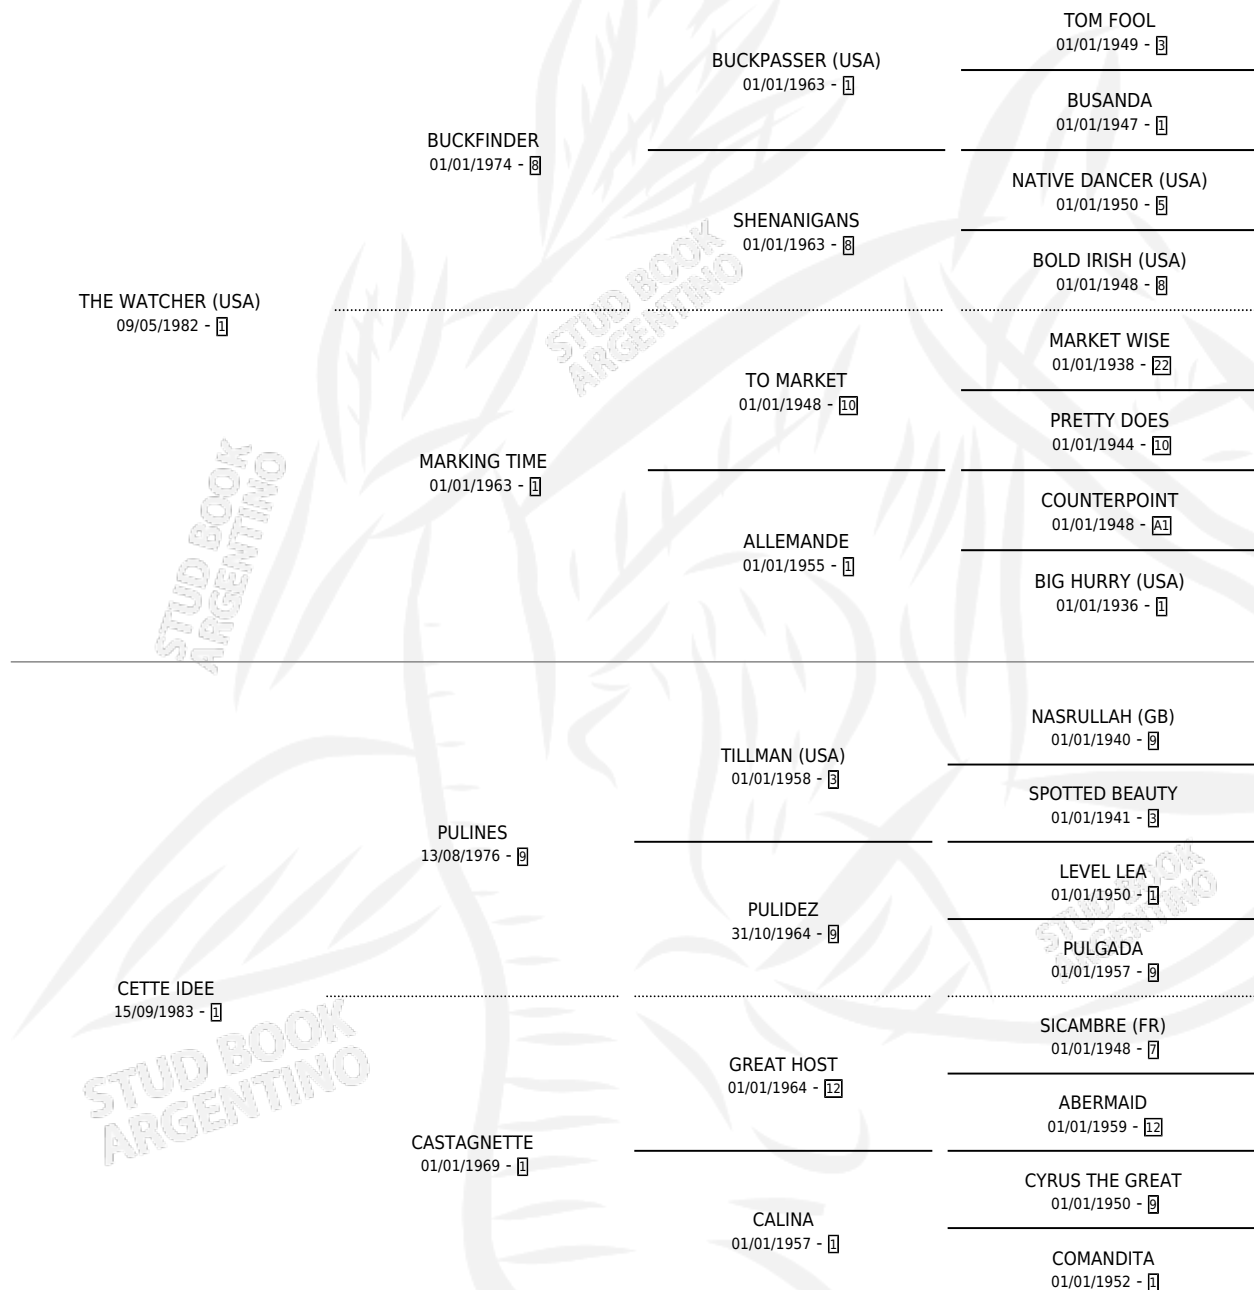 TOM FOOL
01/01/1949 - 3
BUCKPASSER (USA)
01/01/1963 - 1
BUSANDA
01/01/1947 - 1
BUCKFINDER
01/01/1974 - 8
NATIVE DANCER (USA)
01/01/1950 - 5
SHENANIGANS
01/01/1963 - 8
BOLD IRISH (USA)
01/01/1948 - 8
THE WATCHER (USA)
09/05/1982 - 1
MARKET WISE
01/01/1938 - 22
TO MARKET
01/01/1948 - 10
PRETTY DOES
01/01/1944 - 10
MARKING TIME
01/01/1963 - 1
COUNTERPOINT
01/01/1948 - A1
ALLEMANDE
01/01/1955 - 1
BIG HURRY (USA)
01/01/1936 - 1
NASRULLAH (GB)
01/01/1940 - 9
TILLMAN (USA)
01/01/1958 - 3
SPOTTED BEAUTY
01/01/1941 - 3
PULINES
13/08/1976 - 9
LEVEL LEA
01/01/1950 - 1
PULIDEZ
31/10/1964 - 9
PULGADA
01/01/1957 - 9
CETTE IDEE
15/09/1983 - 1
SICAMBRE (FR)
01/01/1948 - 7
GREAT HOST
01/01/1964 - 12
ABERMAID
01/01/1959 - 12
CASTAGNETTE
01/01/1969 - 1
CYRUS THE GREAT
01/01/1950 - 9
CALINA
01/01/1957 - 1
COMANDITA
01/01/1952 - 1
STUD BOOK
ARGENTINO
STUD BOOK
ARGENTINO
STUD BOOK
ARGENTINO
STUD BOOK
ARGENTINO